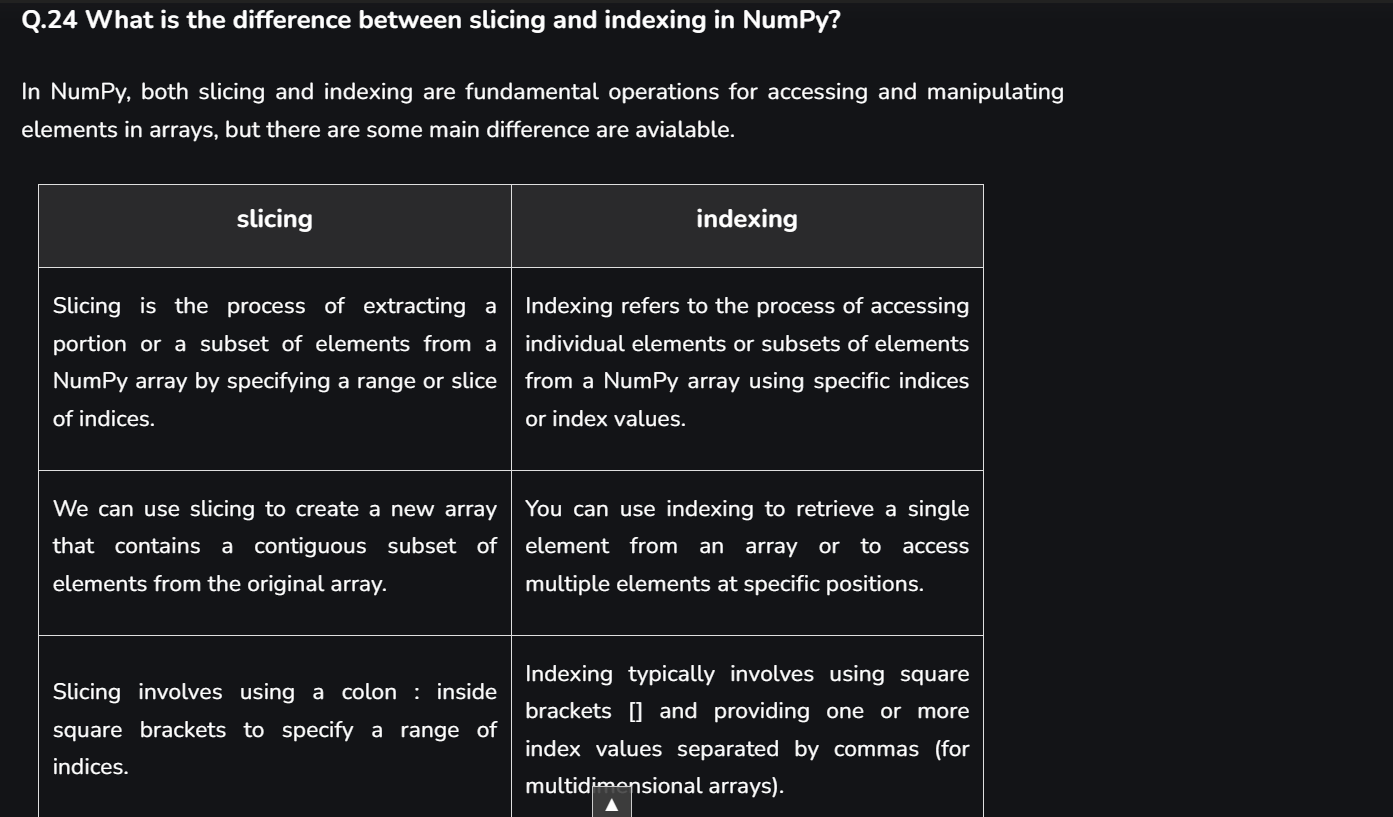 Q.24 What is the difference between slicing and indexing in NumPy?
In NumPy, both slicing and indexing are fundamental operations for accessing and manipulating
elements in arrays, but there are some main difference are avialable.
slicing
indexing
Slicing is the process of extracting a
portion or a subset of elements from a
NumPy array by specifying a range or slice
of indices.
Indexing refers to the process of accessing
individual elements or subsets of elements
from a NumPy array using specific indices
or index values.
We can use slicing to create a new array
that contains a contiguous subset of
elements from the original array.
You can use indexing to retrieve a single
element from an array or to access
multiple elements at specific positions.
Slicing involves using a colon : inside
square brackets to specify a range of
indices.
Indexing typically involves using square
brackets [] and providing one or more
index values separated by commas (for
multidimensional arrays).